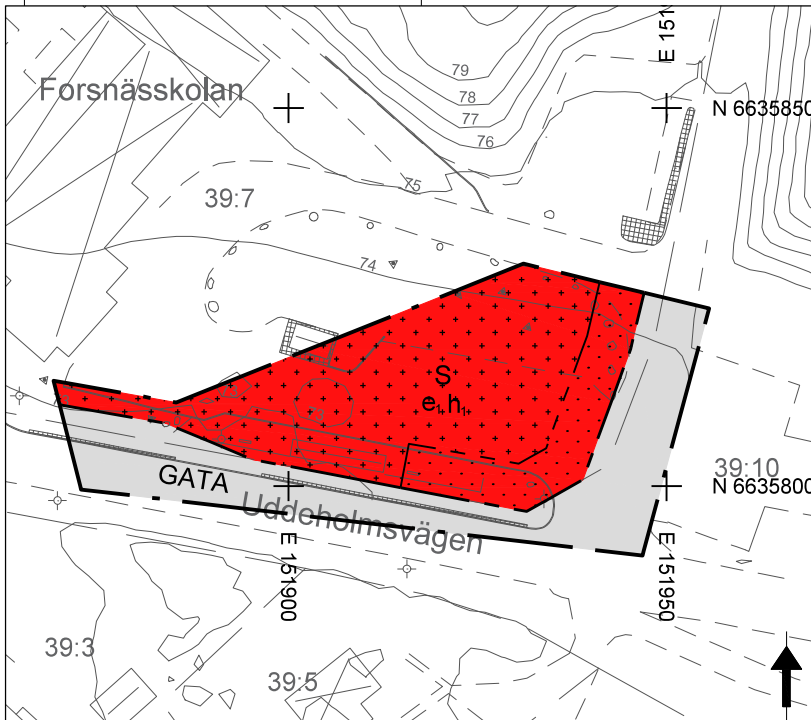 E 151
79
Forsnässkolan
78
N 6635850
77
76
75
39:7
74
S
e₁ h₁
73
39:10
GATA
N 6635800
Uddeholmsvägen
E 151900
E 151950
39:3
39:5